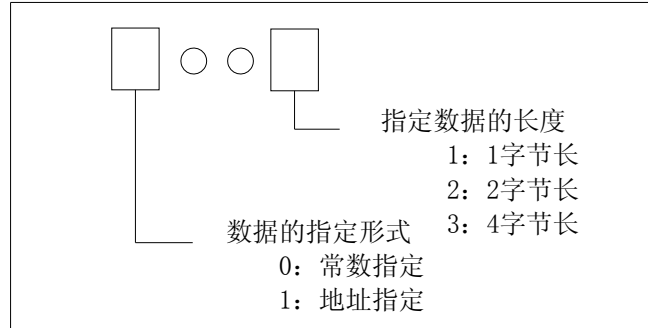 指定数据的长度
1：1字节长
2：2字节长
3：4字节长
数据的指定形式
0：常数指定
1：地址指定